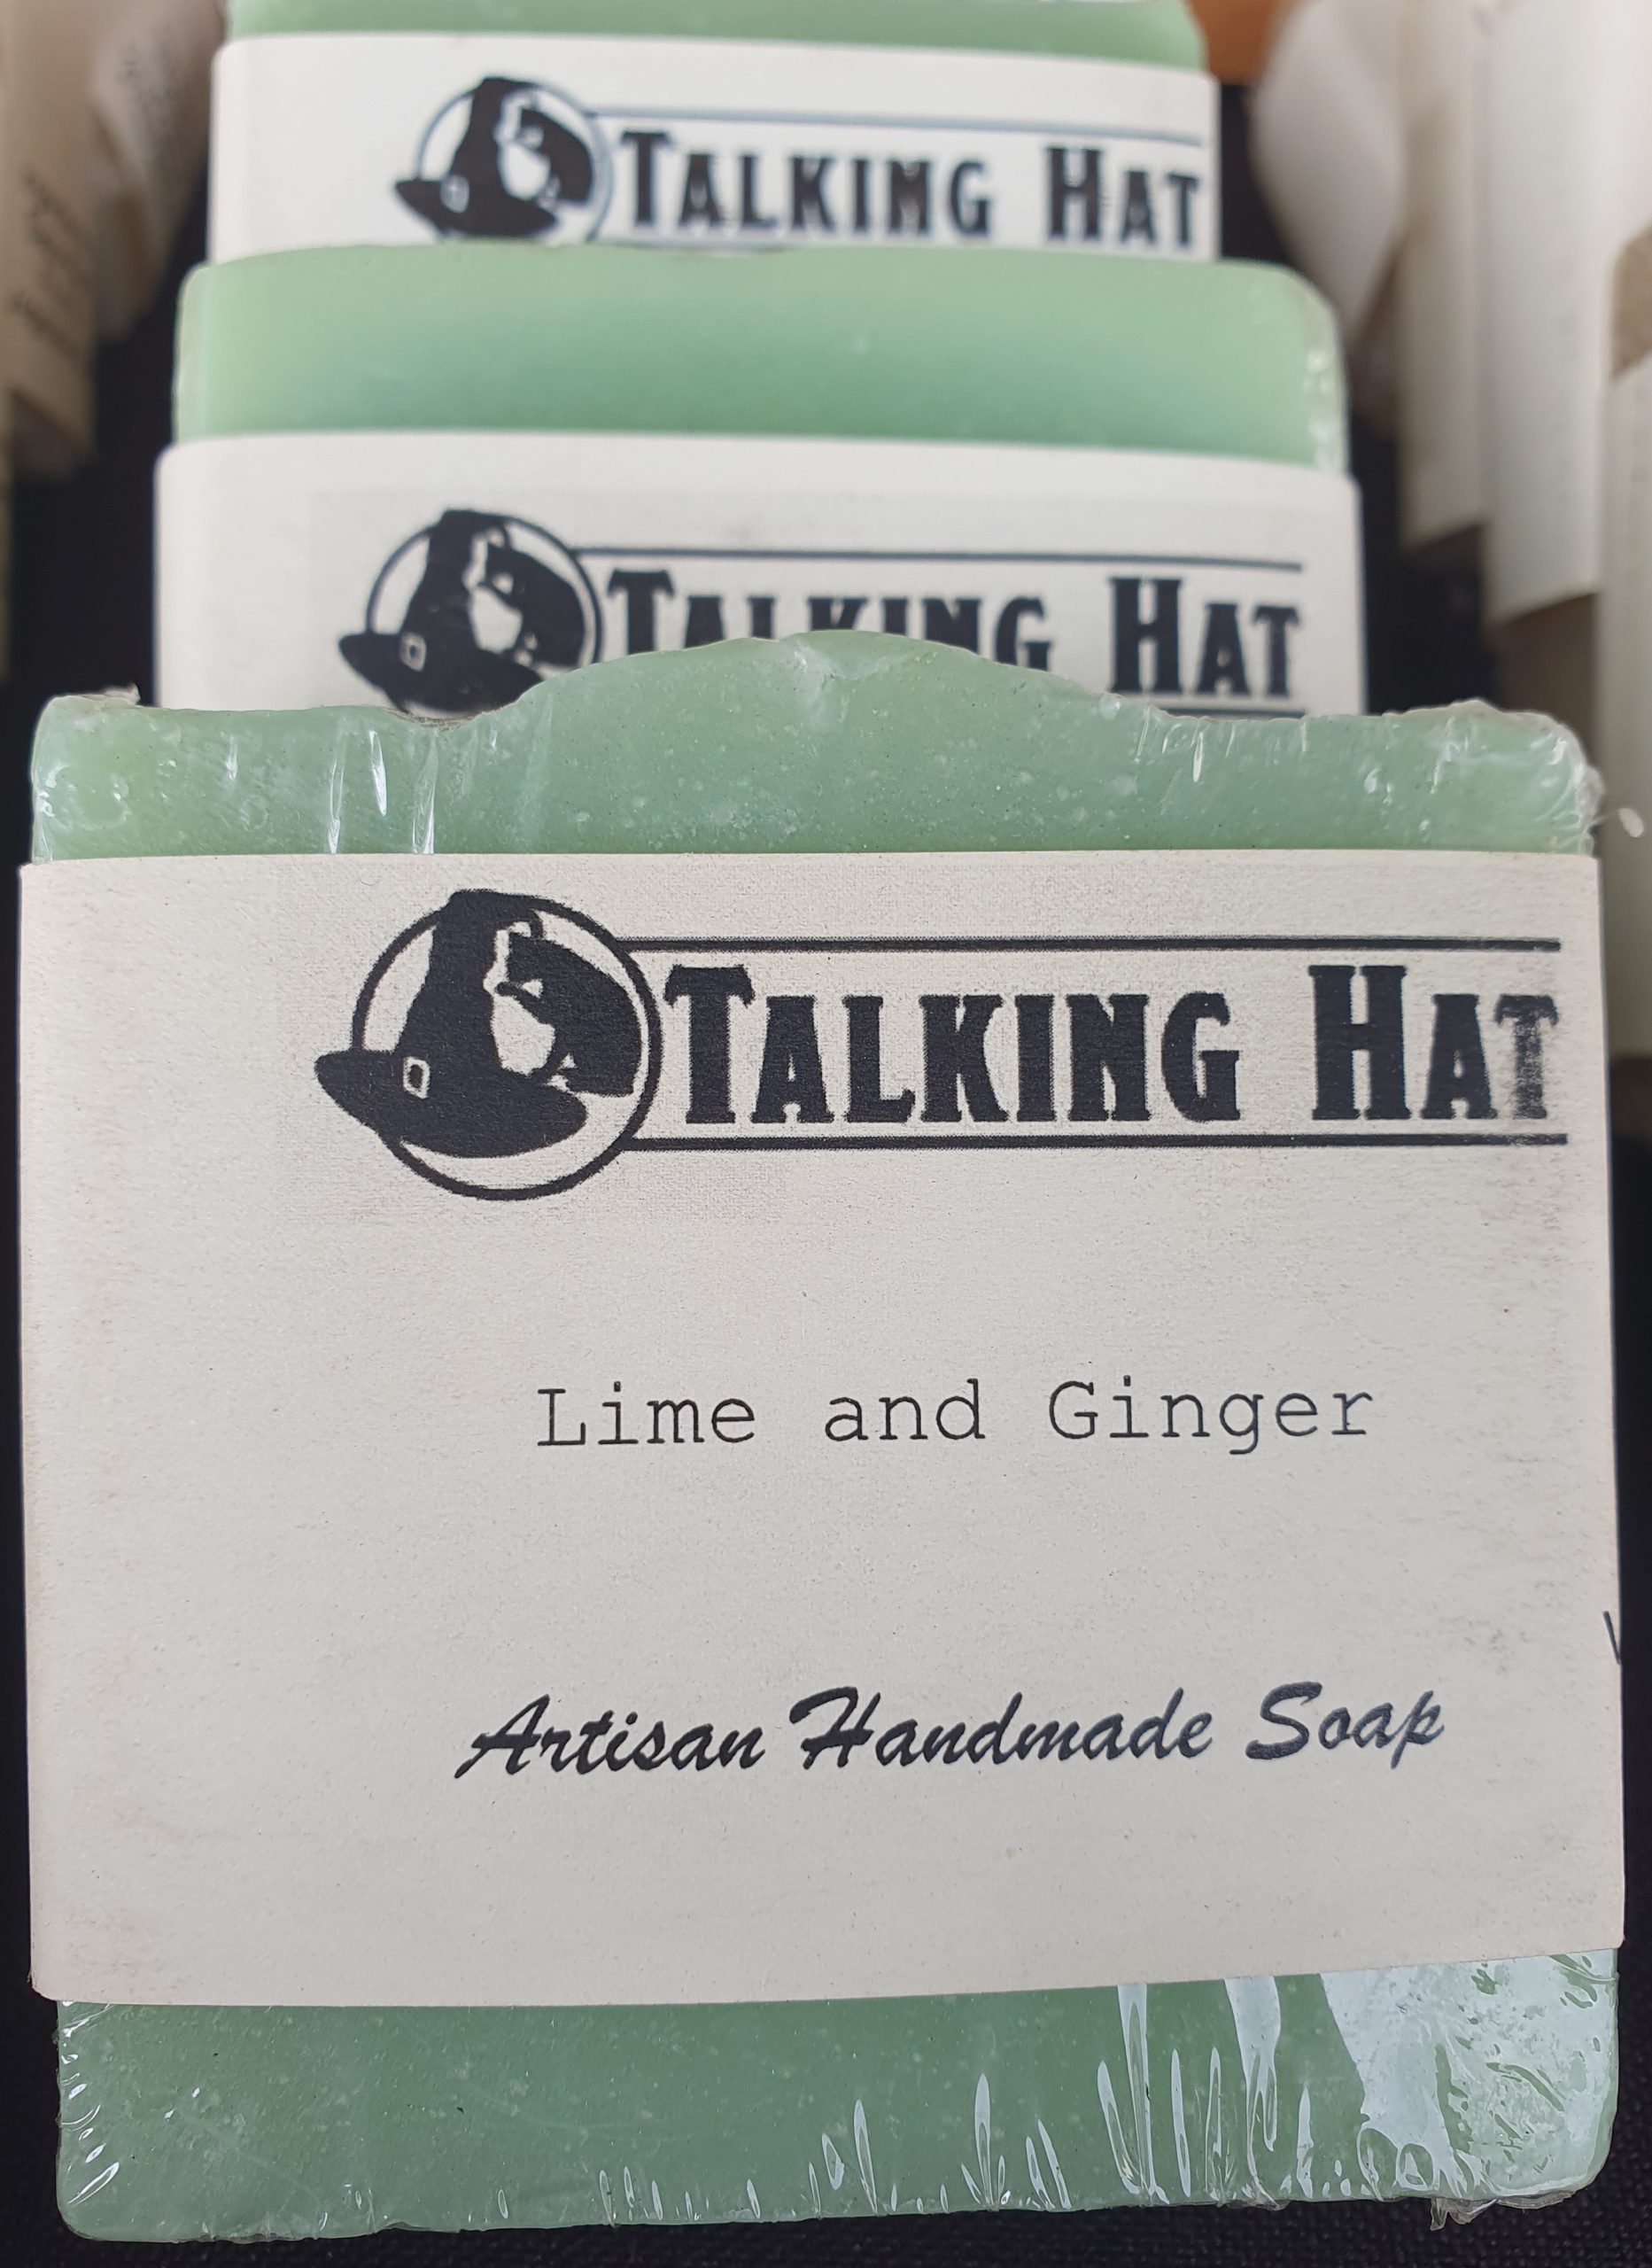 TALKING HAT
TALKING HAT
TALKING HAT
Lime and Ginger
Artisan Handmade Soap